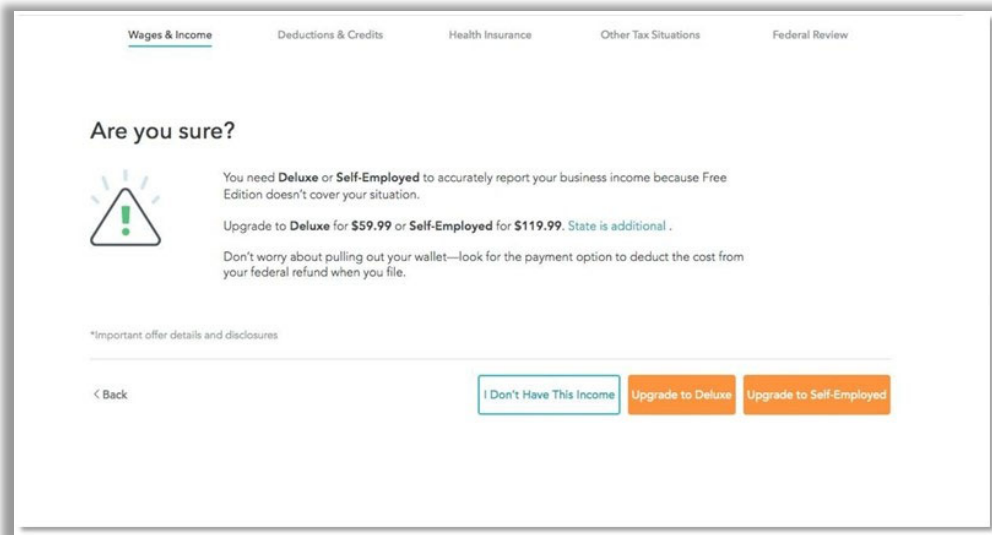 Wages & Income Deductions & Credits Health Insurance Other Tax Situations Federal Review
Are you sure?
You need Deluxe or Self-Employed to accurately report your business income because Free
Edition doesn't cover your situation.
Upgrade to Deluxe for $59.99 or Self-Employed for $119.99. State is additional .
Don't worry about pulling out your wallet—look for the payment option to deduct the cost from
your federal refund when you file.
*Important offer details and disclosures
< Back I Don't Have This Income Upgrade to Deluxe Upgrade to Self-Employed